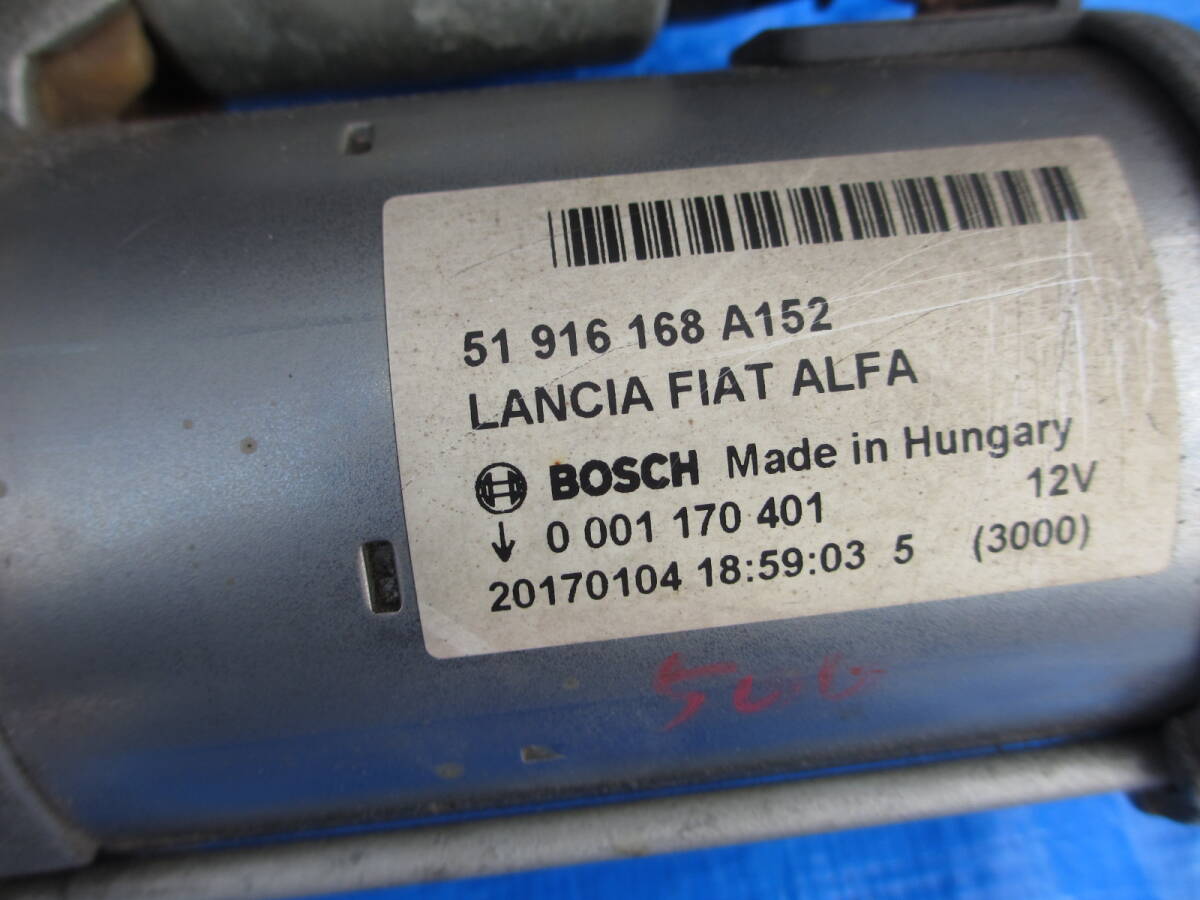 51 916 168 A152
LANCIA FIAT ALFA
BOSCH Made in Hungary
↓ 0 001 170 401 12V
20170104 18:59:03 5 (3000)
500